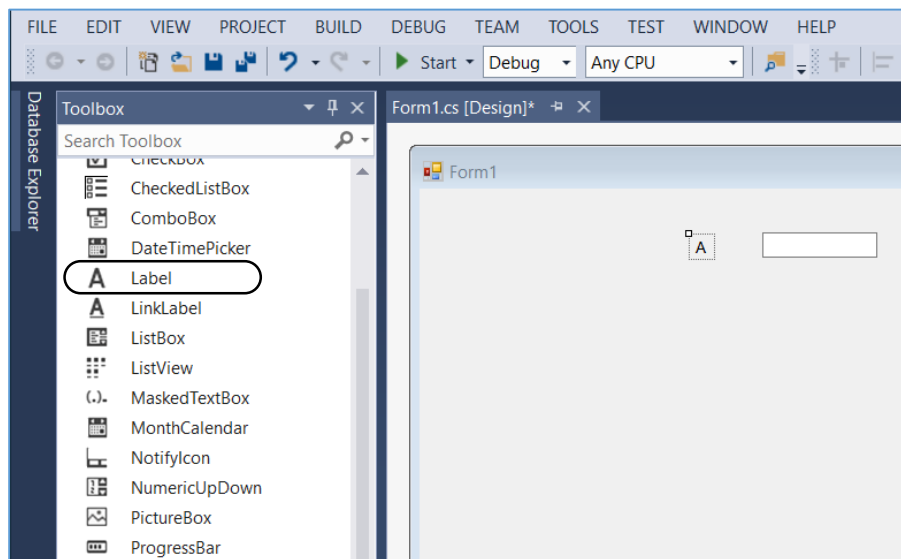 FILE EDIT VIEW PROJECT BUILD DEBUG TEAM TOOLS TEST WINDOW HELP
Start Debug Any CPU
Database Explorer
Toolbox
Form1.cs [Design]*
Search Toolbox
CheckBox
Form1
CheckedListBox
ComboBox
DateTimePicker
A
Label
LinkLabel
ListBox
ListView
MaskedTextBox
MonthCalendar
NotifyIcon
NumericUpDown
PictureBox
ProgressBar